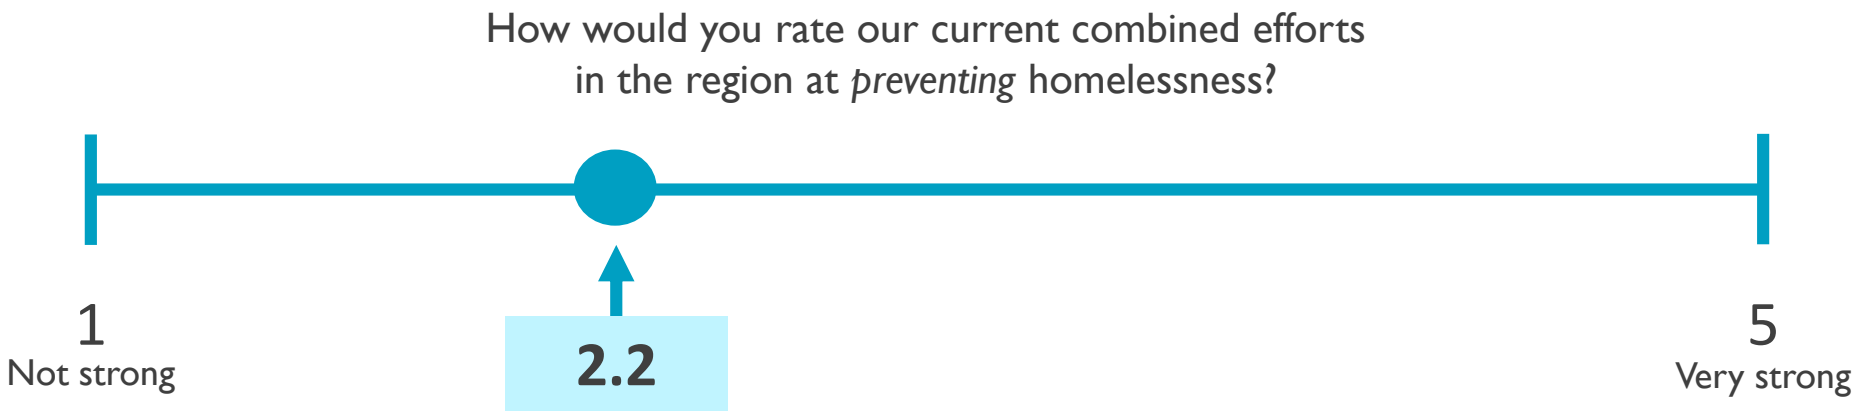 How would you rate our current combined efforts
in the region at preventing homelessness?
1
Not strong
2.2
5
Very strong